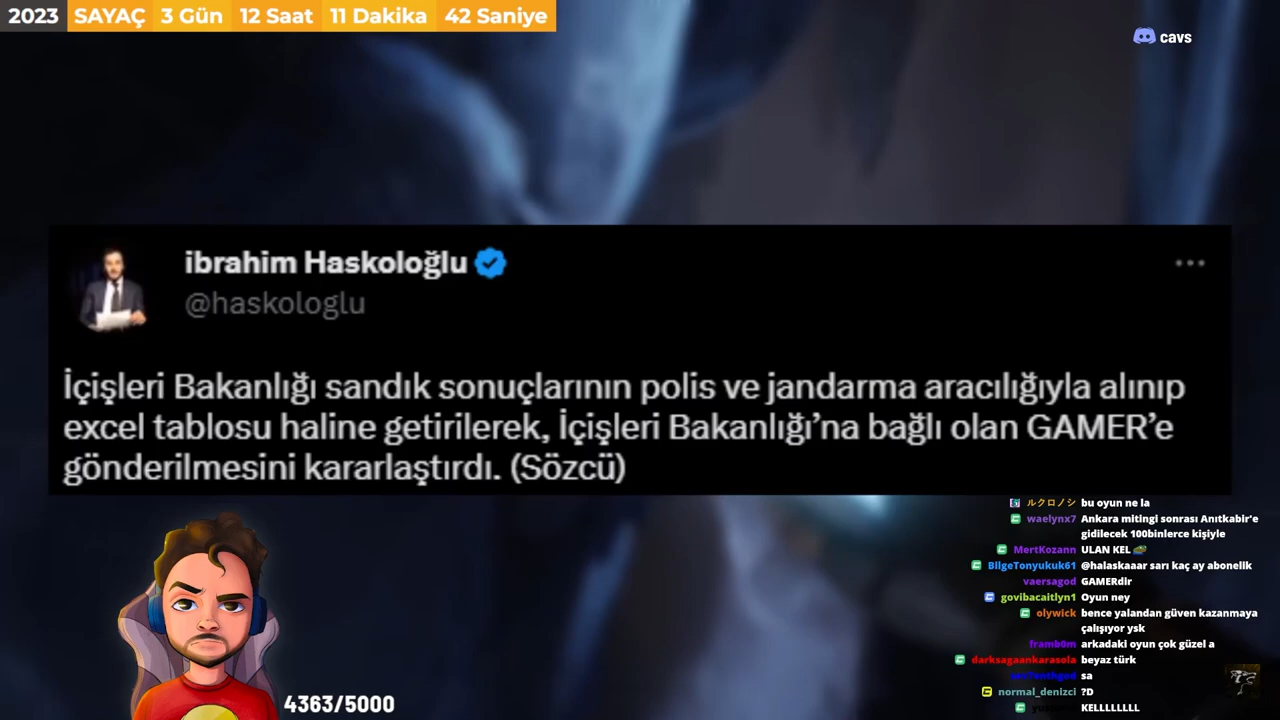 2023 SAYAÇ 3 Gün 12 Saat 11 Dakika 42 Saniye
cavs
ibrahim Haskoloğlu
@haskologlu
İçişleri Bakanlığı sandık sonuçlarının polis ve jandarma aracılığıyla alınıp
excel tablosu haline getirilerek, İçişleri Bakanlığı’na bağlı olan GAMER’e
gönderilmesini kararlaştırdı. (Sözcü)
ルクロノシ bu oyun ne la
waelynx7 Ankara mitingi sonrası Anıtkabir'e
gidilecek 100binlerce kişiyle
MertKozann ULAN KEL
BilgeTonyukuk61 @halaskaaar sarı kaç ay abonelik
vaersagod GAMERdir
govibacaitlyn1 Oyun ney
olywick bence yalandan güven kazanmaya
çalışıyor ysk
framb0m arkadaki oyun çok güzel a
darksagaankarasola beyaz türk
sa
normal_denizci ?D
KELLLLLLLL
4363/5000